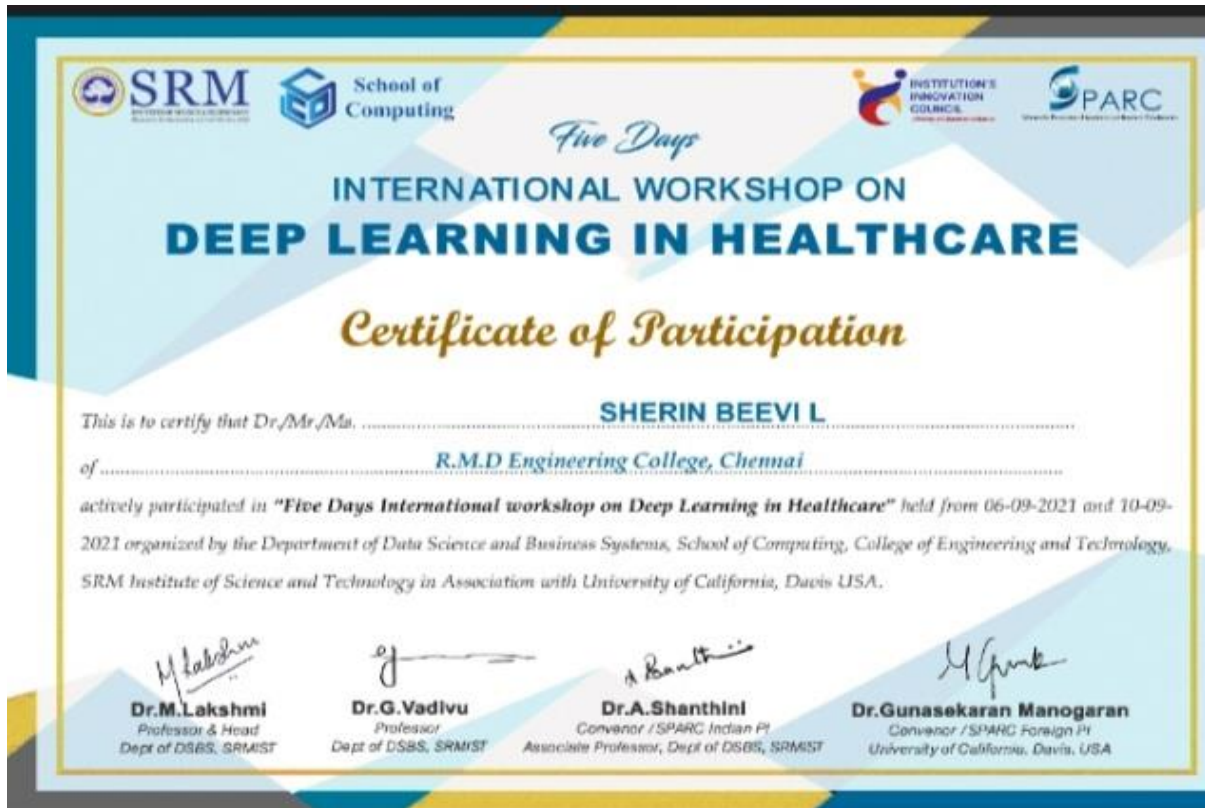 SRM
School of
Computing
INSTITUTION'S
INNOVATION
COUNCIL
SPARC
Five Days
INTERNATIONAL WORKSHOP ON
DEEP LEARNING IN HEALTHCARE
Certificate of Participation
This is to certify that Dr./Mr./Ms. SHERIN BEEVI L
of R.M.D Engineering College, Chennai
actively participated in "Five Days International workshop on Deep Learning in Healthcare" held from 06-09-2021 and 10-09-
2021 organized by the Department of Data Science and Business Systems, School of Computing, College of Engineering and Technology,
SRM Institute of Science and Technology in Association with University of California, Davis USA.
M Lakshmi
Dr.M.Lakshmi
Professor & Head
Dept of DSBS, SRMIST
Dr.G.Vadivu
Professor
Dept of DSBS, SRMIST
Dr.A.Shanthini
Convenor / SPARC Indian PI
Associate Professor, Dept of DSBS, SRMIST
Dr.Gunasekaran Manogaran
Convenor / SPARC Foreign PI
University of California, Davis, USA